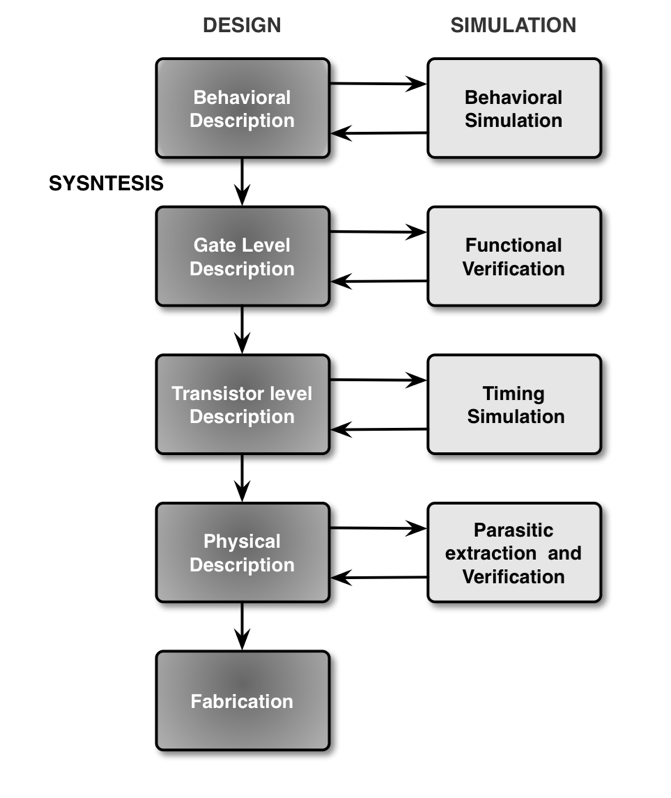 DESIGN
SIMULATION
Behavioral
Description
Behavioral
Simulation
SYSNTESIS
Gate Level
Description
Functional
Verification
Transistor level
Description
Timing
Simulation
Physical
Description
Parasitic
extraction and
Verification
Fabrication